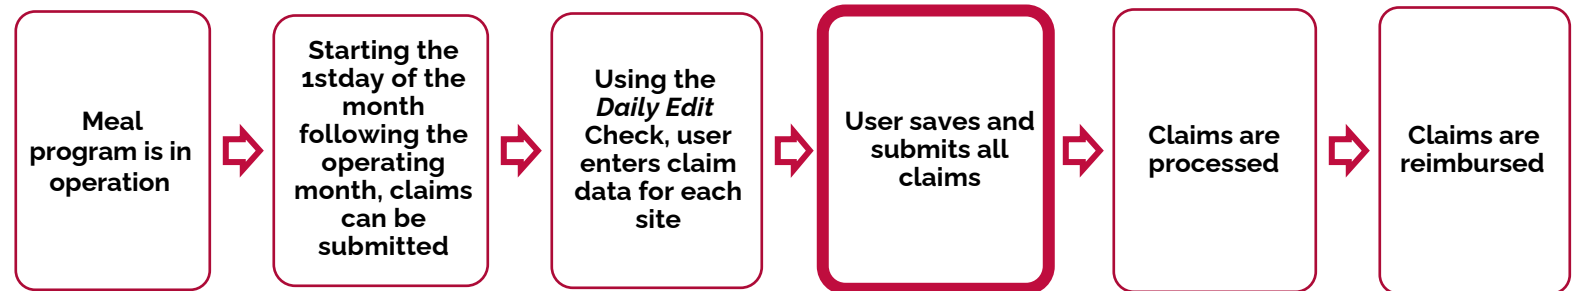 Meal
program is in
operation
Starting the
1stday of the
month
following the
operating
month, claims
can be
submitted
Using the
Daily Edit
Check, user
enters claim
data for each
site
User saves and
submits all
claims
Claims are
processed
Claims are
reimbursed